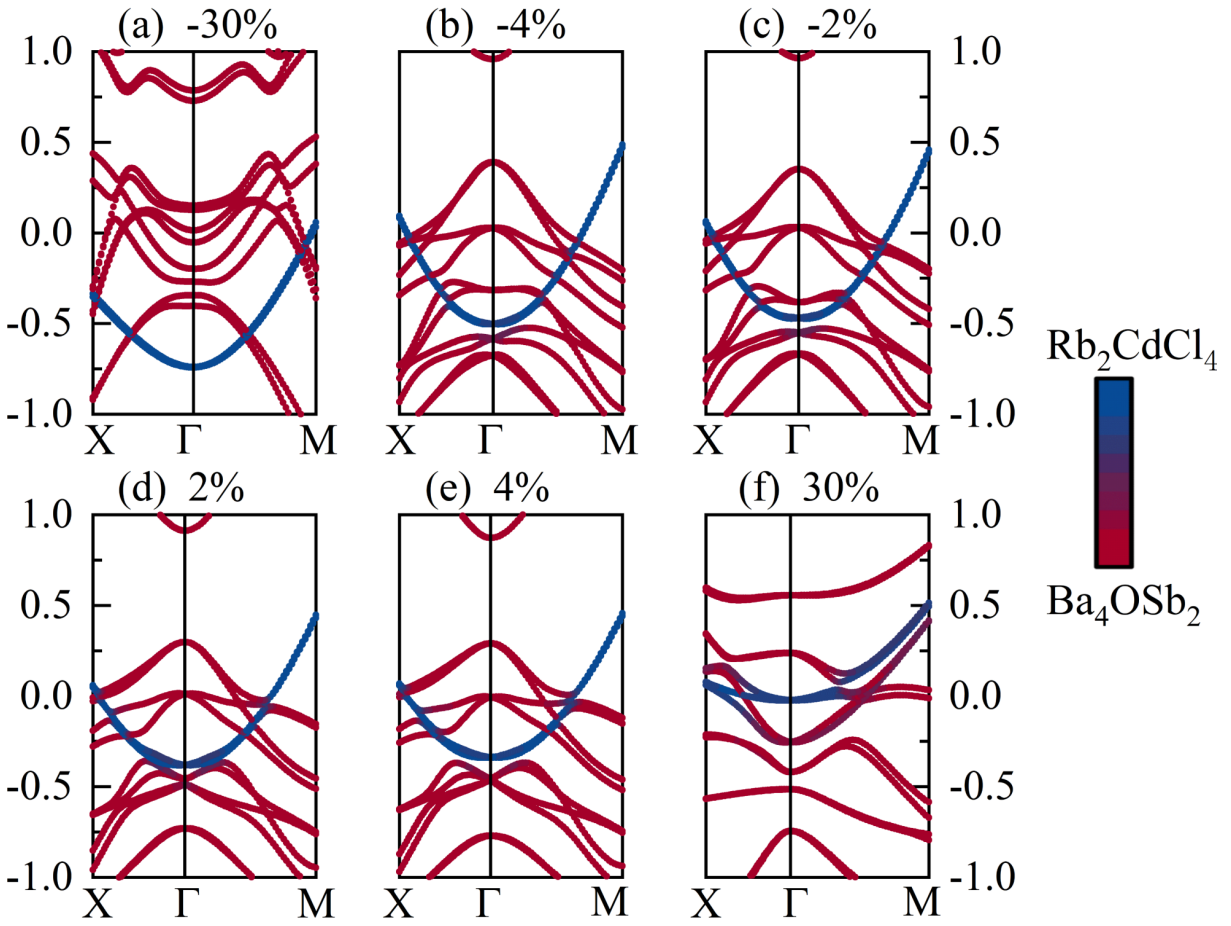 (a) -30% (b) -4% (c) -2%
1.0 1.0
0.5 0.5
0.0 0.0
-0.5 -0.5
-1.0 -1.0
X Γ M X Γ M X Γ M
Rb₂CdCl₄
Ba₄OSb₂
(d) 2% (e) 4% (f) 30%
1.0 1.0
0.5 0.5
0.0 0.0
-0.5 -0.5
-1.0 -1.0
X Γ M X Γ M X Γ M